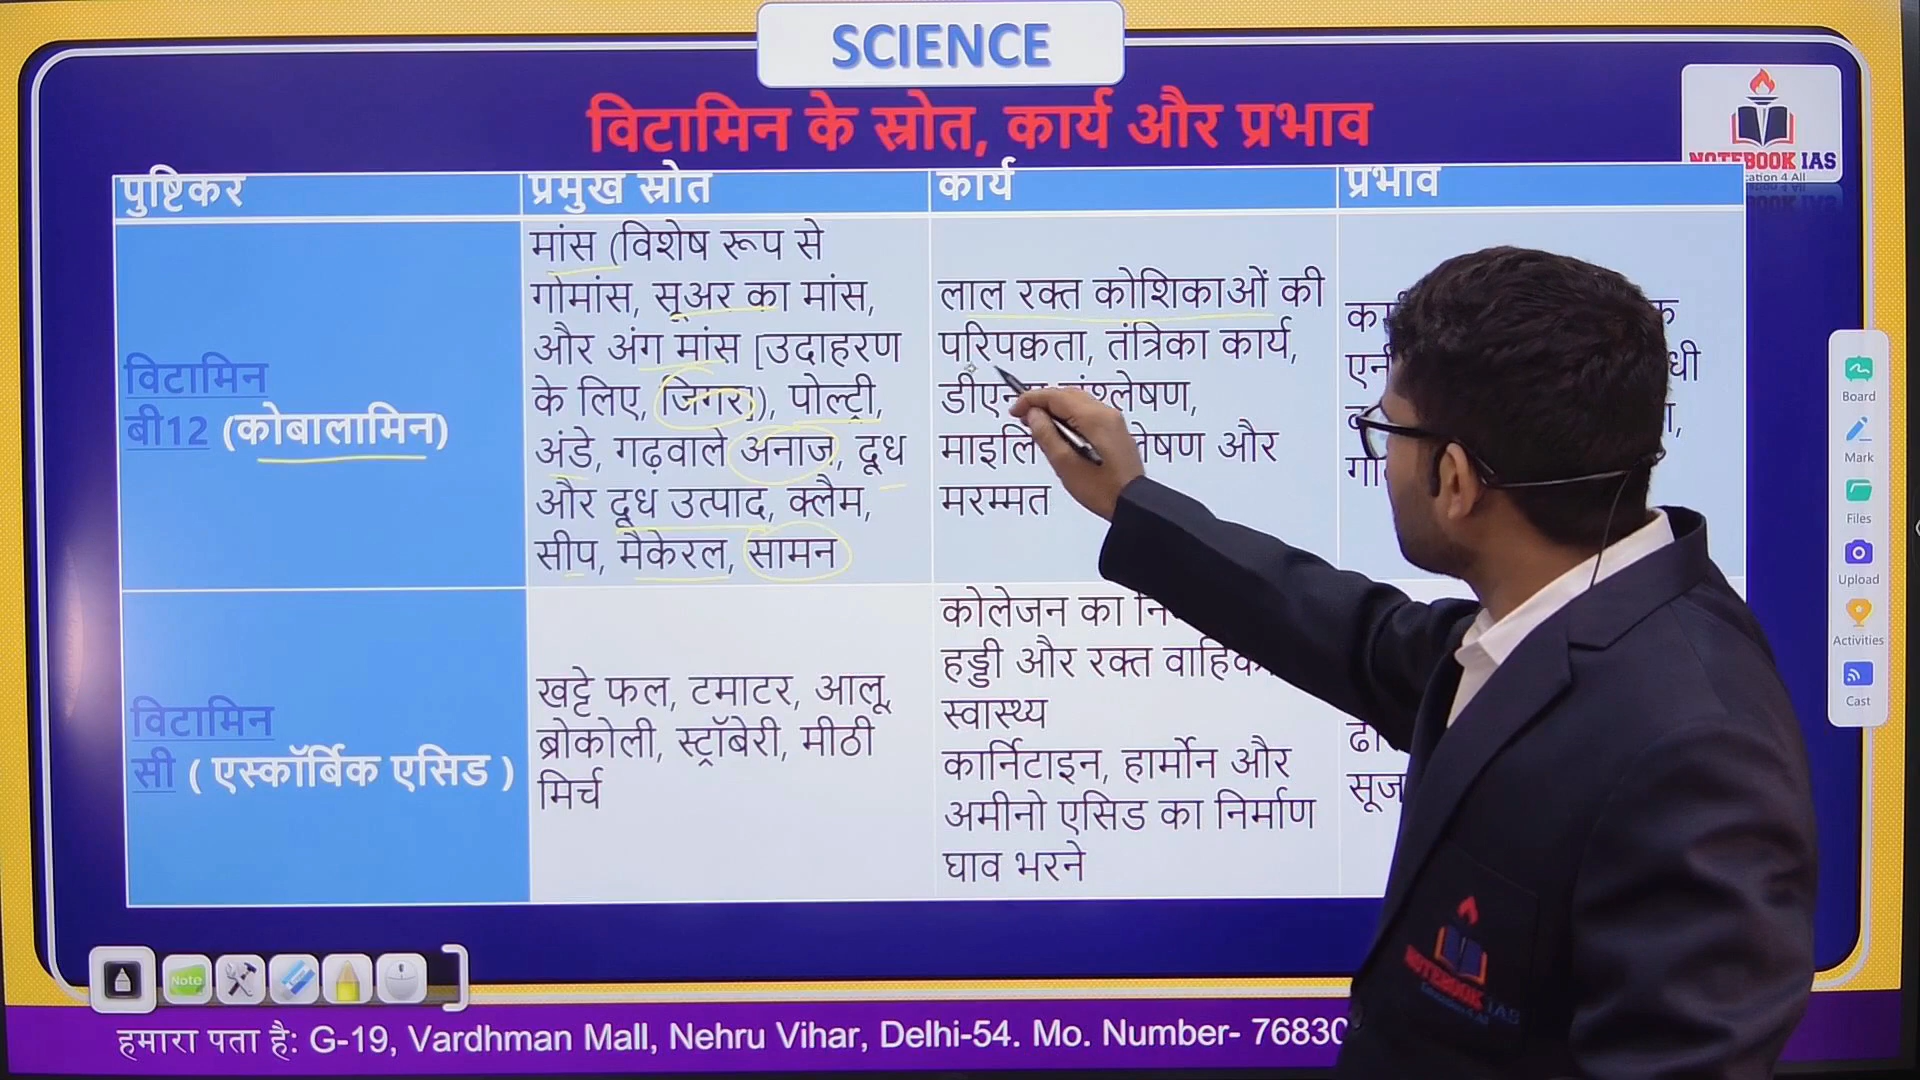 SCIENCE
विटामिन के स्रोत, कार्य और प्रभाव
NOTEBOOK IAS
पुष्टिकर
प्रमुख स्रोत
कार्य
प्रभाव
विटामिन
बी12 (कोबालामिन)
मांस (विशेष रूप से
गोमांस, सूअर का मांस,
और अंग मांस [उदाहरण
के लिए, जिगर]), पोल्ट्री,
अंडे, गढ़वाले अनाज, दूध
और दूध उत्पाद, क्लैम,
सीप, मैकेरल, सामन
लाल रक्त कोशिकाओं की
परिपक्वता, तंत्रिका कार्य,
मरम्मत
विटामिन
सी ( एस्कॉर्बिक एसिड )
खट्टे फल, टमाटर, आलू,
ब्रोकोली, स्ट्रॉबेरी, मीठी
मिर्च
कोलेजन का
हड्डी और रक्त
स्वास्थ्य
कार्निटाइन, हार्मोन और
अमीनो एसिड का निर्माण
घाव भरने
Board
Mark
Files
Upload
Activities
Cast
Note
हमारा पता है: G-19, Vardhman Mall, Nehru Vihar, Delhi-54. Mo. Number- 76830
NOTEBOOK IAS